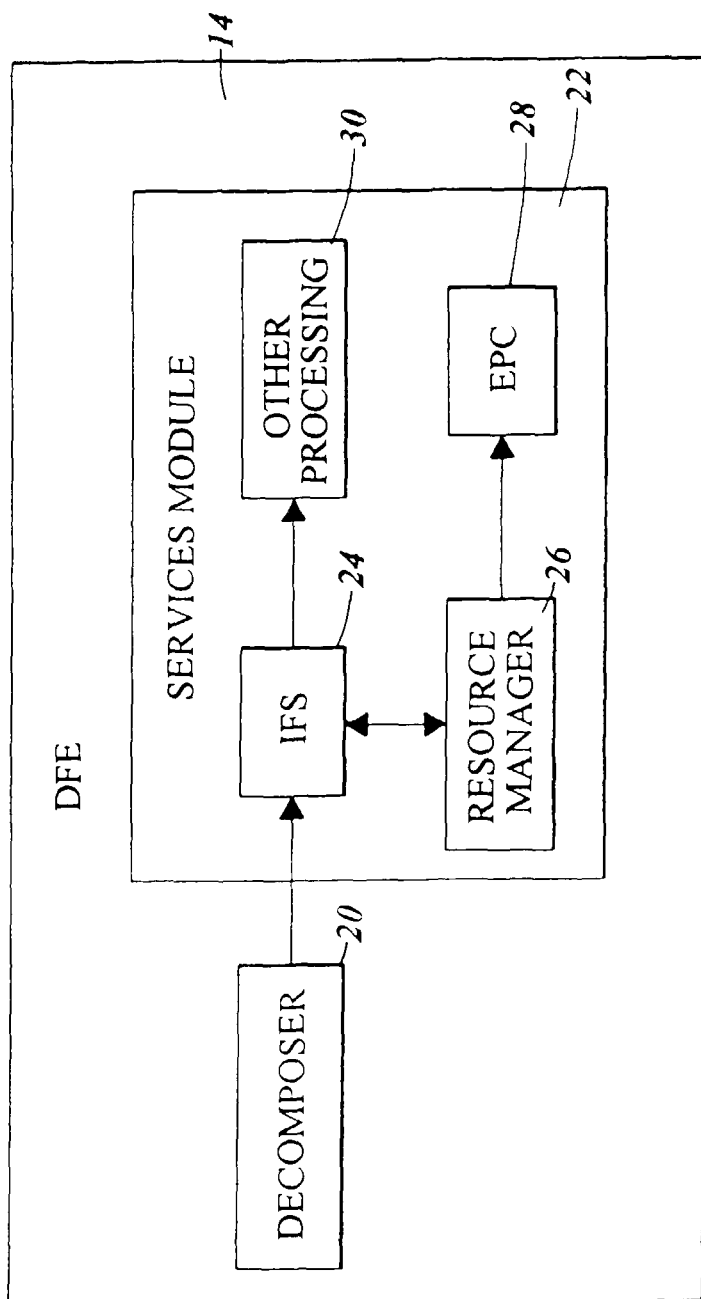 DFE
14
SERVICES MODULE
22
DECOMPOSER
20
IFS
24
OTHER
PROCESSING
30
RESOURCE
MANAGER
26
EPC
28